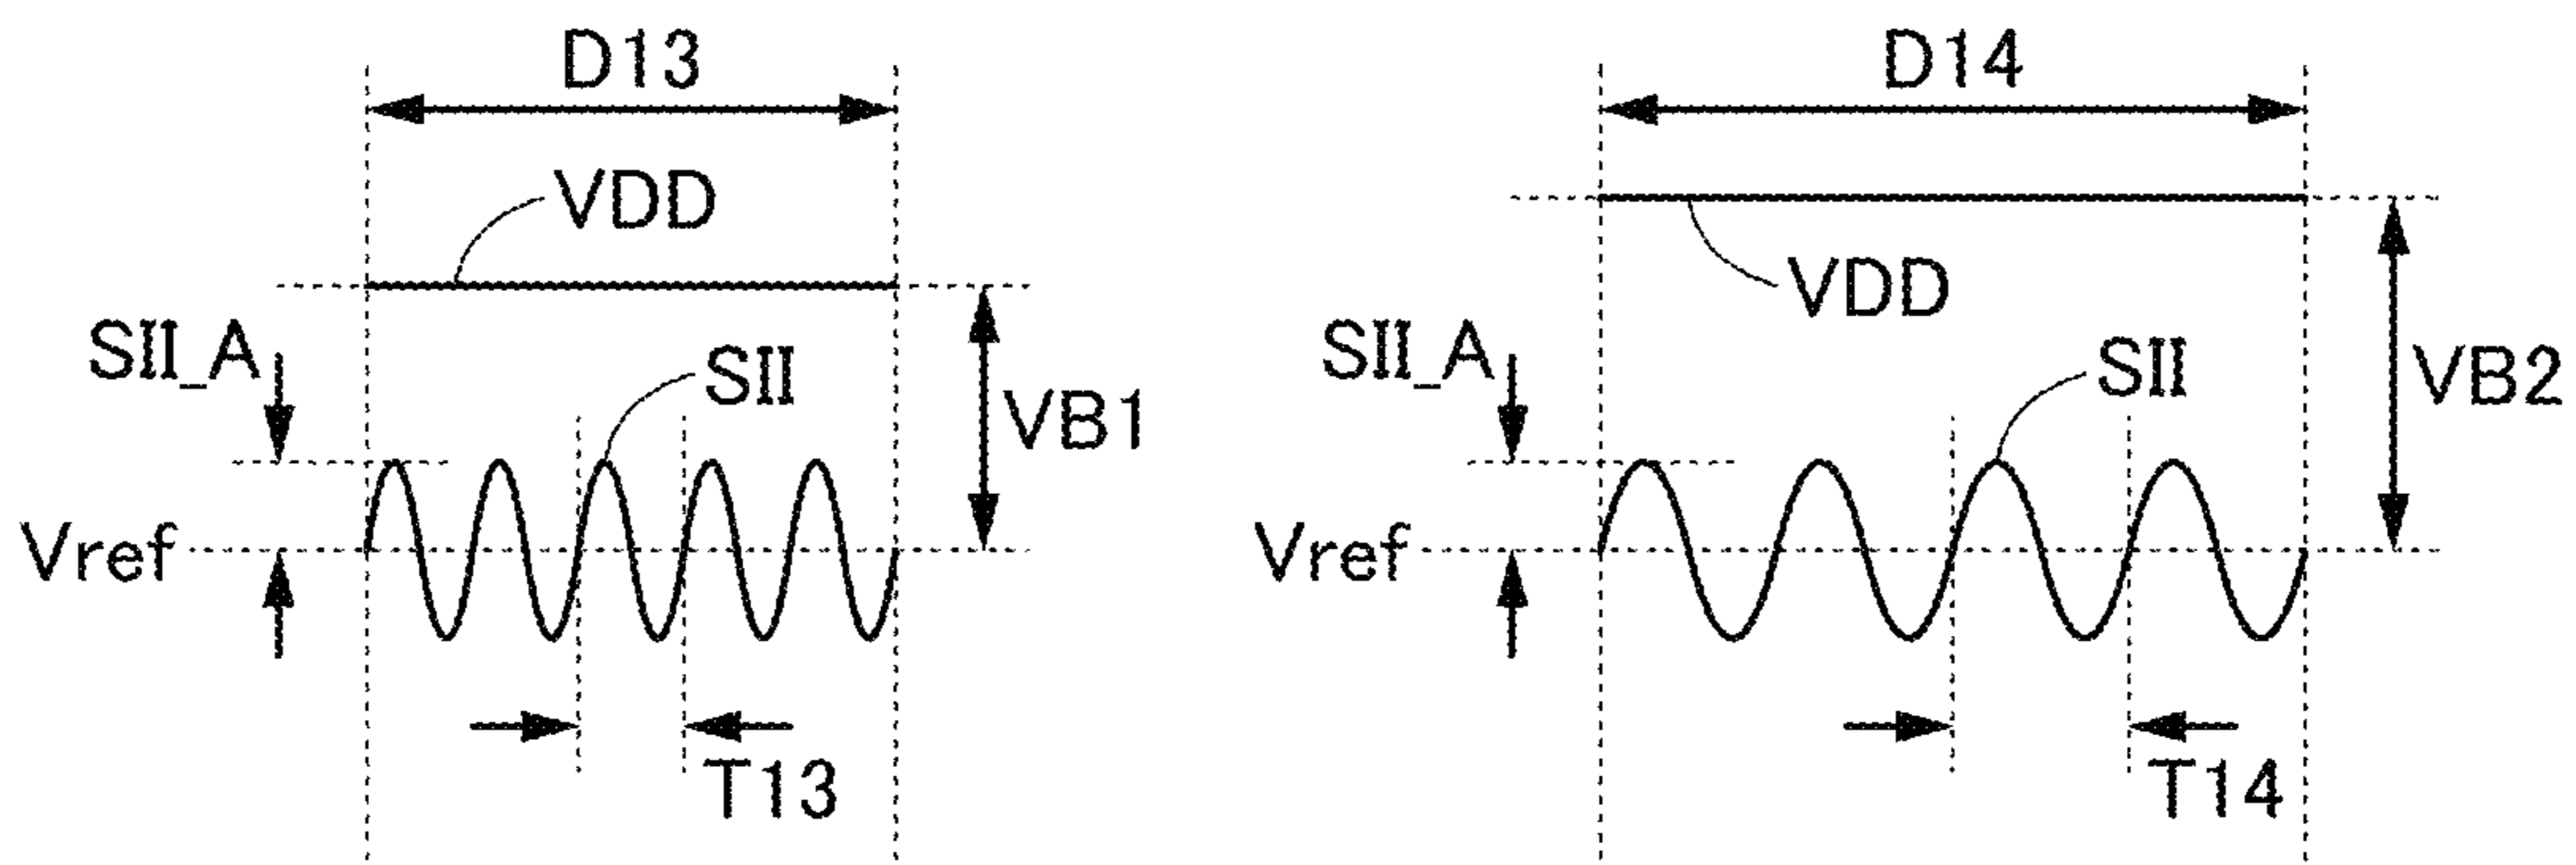 D13
VDD
SII_A
SII
VB1
Vref
T13
D14
VDD
SII_A
SII
VB2
Vref
T14